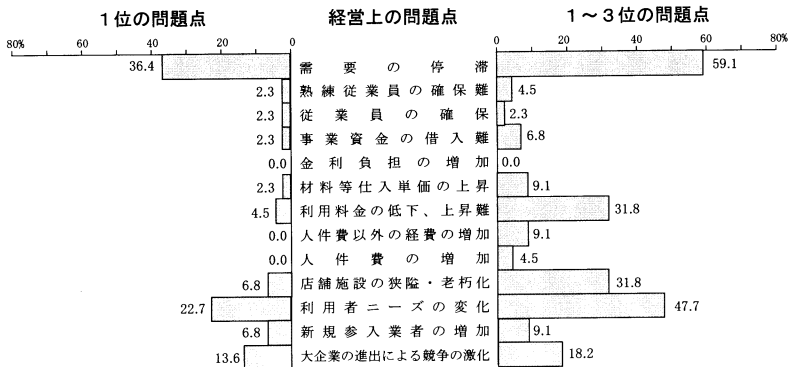 1位の問題点 経営上の問題点 1～3位の問題点
80% 60 40 20 0 0 20 40 60 80%
36.4 需要の停滞 59.1
2.3 熟練従業員の確保難 4.5
2.3 従業員の確保 2.3
2.3 事業資金の借入難 6.8
0.0 金利負担の増加 0.0
2.3 材料等仕入単価の上昇 9.1
4.5 利用料金の低下、上昇難 31.8
0.0 人件費以外の経費の増加 9.1
0.0 人件費の増加 4.5
6.8 店舗施設の狭隘・老朽化 31.8
22.7 利用者ニーズの変化 47.7
6.8 新規参入業者の増加 9.1
13.6 大企業の進出による競争の激化 18.2